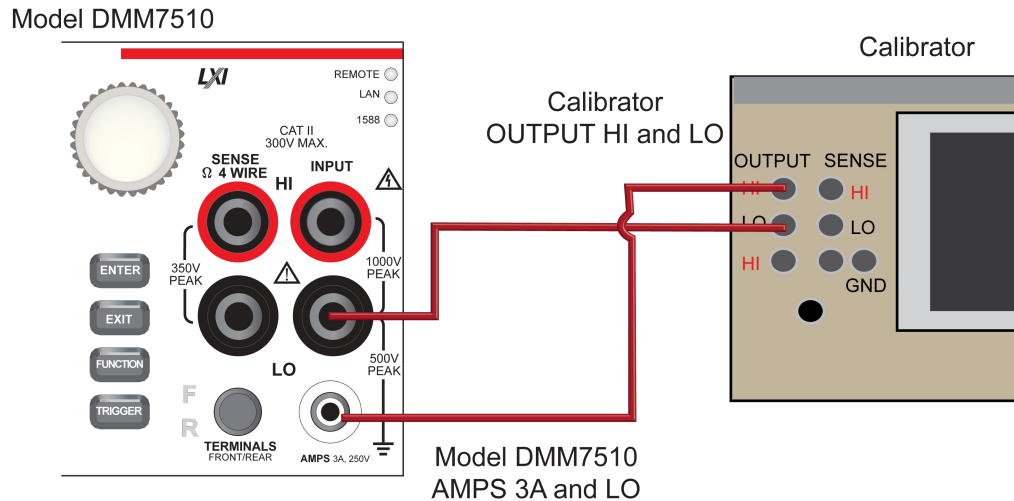 Model DMM7510
Calibrator
LXI
REMOTE
LAN
1588
Calibrator
OUTPUT HI and LO
CAT II
300V MAX.
SENSE
Ω 4 WIRE
HI
INPUT
OUTPUT SENSE
HI
HI
LO
LO
HI
GND
350V
PEAK
1000V
PEAK
ENTER
EXIT
FUNCTION
TRIGGER
500V
PEAK
LO
F
R
TERMINALS
FRONT/REAR
AMPS 3A, 250V
Model DMM7510
AMPS 3A and LO